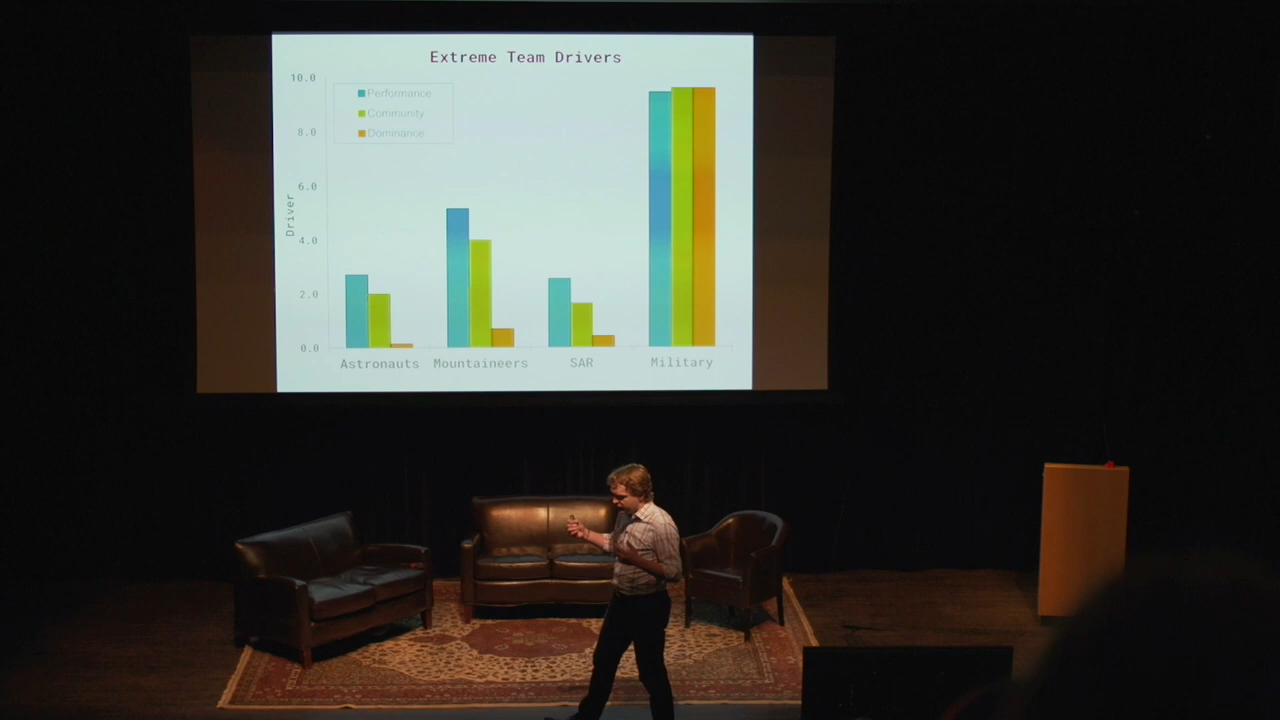 Extreme Team Drivers
10.0
Performance
Community
8.0
Dominance
6.0
Driver
4.0
2.0
0.0
Astronauts Mountaineers SAR Military